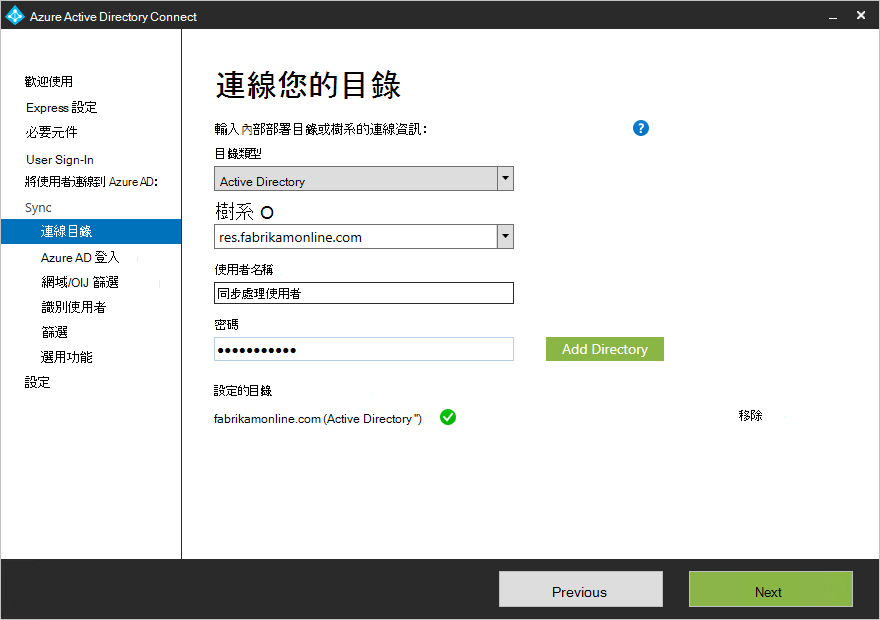 Azure Active Directory Connect
歡迎使用
Express 設定
必要元件
User Sign-In
將使用者連線到 Azure AD:
Sync
連線目錄
Azure AD 登入
網域/OIJ 篩選
識別使用者
篩選
選用功能
設定
連線您的目錄
輸入內部部署目錄或樹系的連線資訊:
?
目錄類型
Active Directory
樹系 O
res.fabrikamonline.com
使用者名稱
同步處理使用者
密碼
●●●●●●●●●●●
Add Directory
設定的目錄
fabrikamonline.com (Active Directory ")
移除
Previous
Next